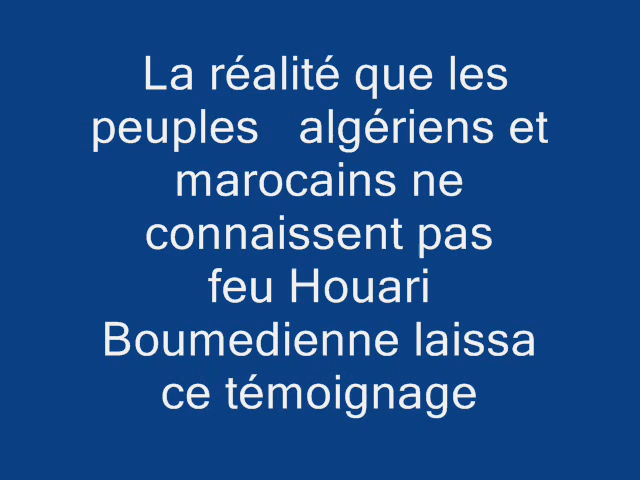 La réalité que les
peuples   algériens et
marocains ne
connaissent pas
feu Houari
Boumedienne laissa
ce témoignage